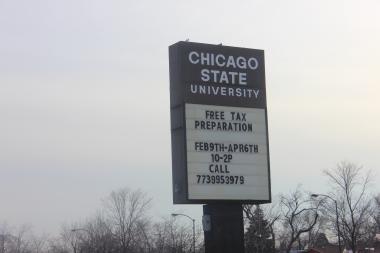 CHICAGO
STATE
UNIVERSITY
FREE TAX
PREPARATION
FEB9TH-APR6TH
10-2P
CALL
7739953979